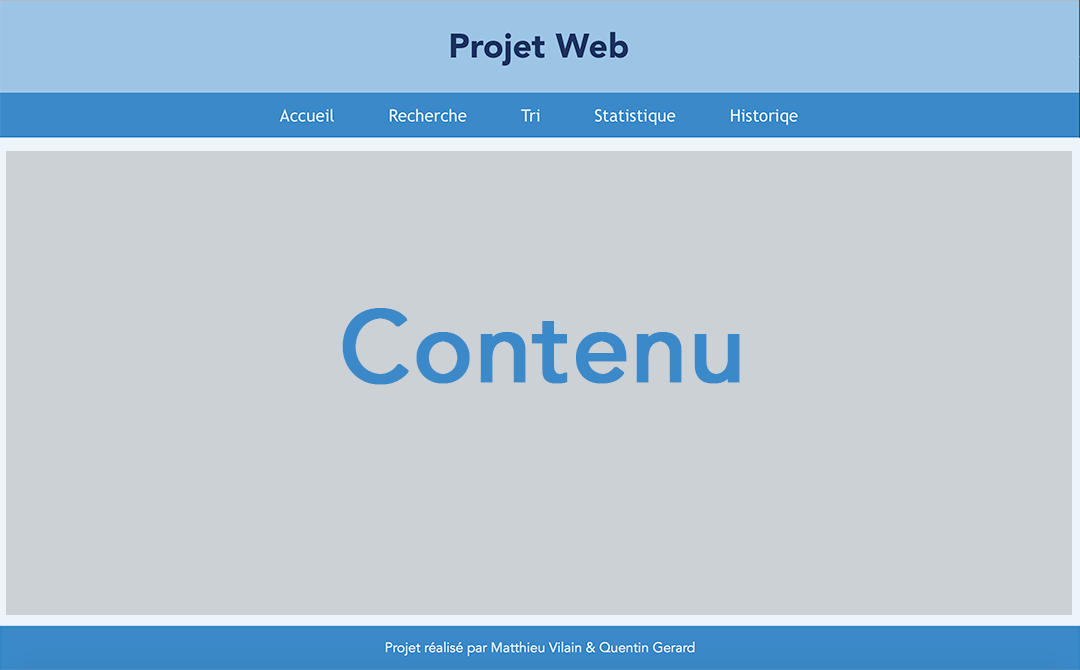 Projet Web
Accueil Recherche Tri Statistique Historiqe
Contenu
Projet réalisé par Matthieu Vilain & Quentin Gerard